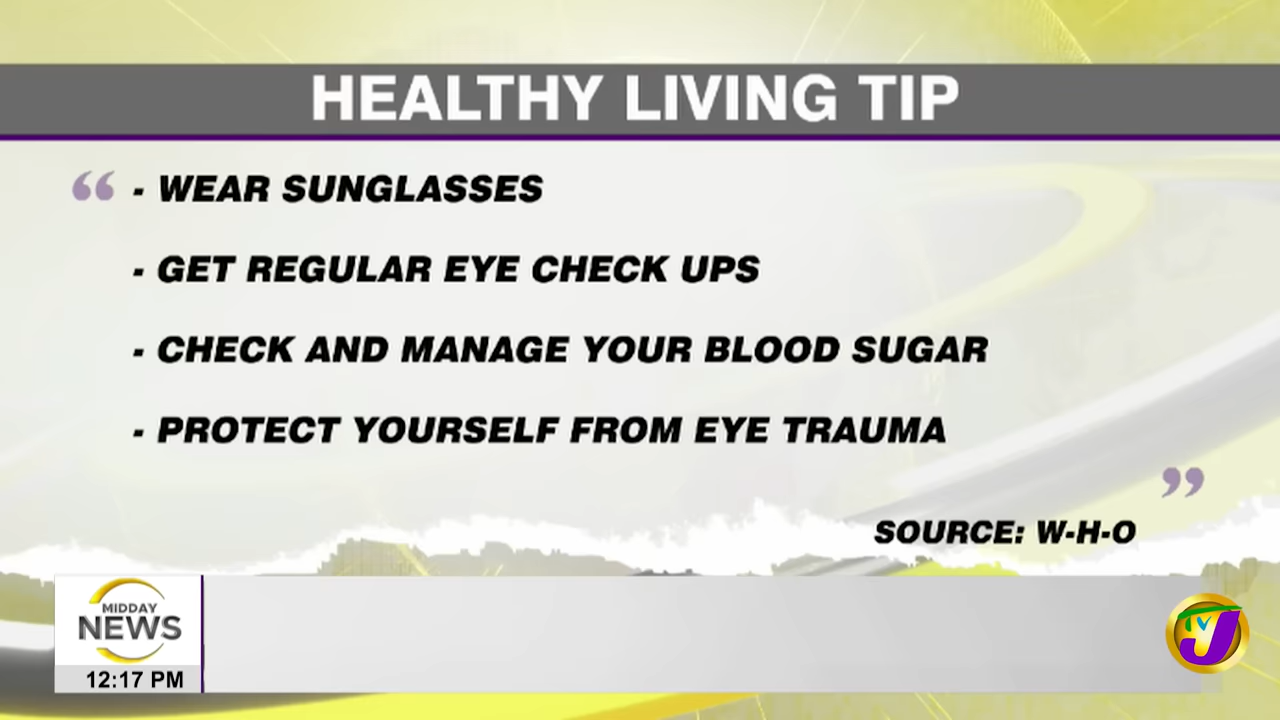 HEALTHY LIVING TIP
“ - WEAR SUNGLASSES
- GET REGULAR EYE CHECK UPS
- CHECK AND MANAGE YOUR BLOOD SUGAR
- PROTECT YOURSELF FROM EYE TRAUMA
”
SOURCE: W-H-O
MIDDAY
NEWS
12:17 PM
TVJ